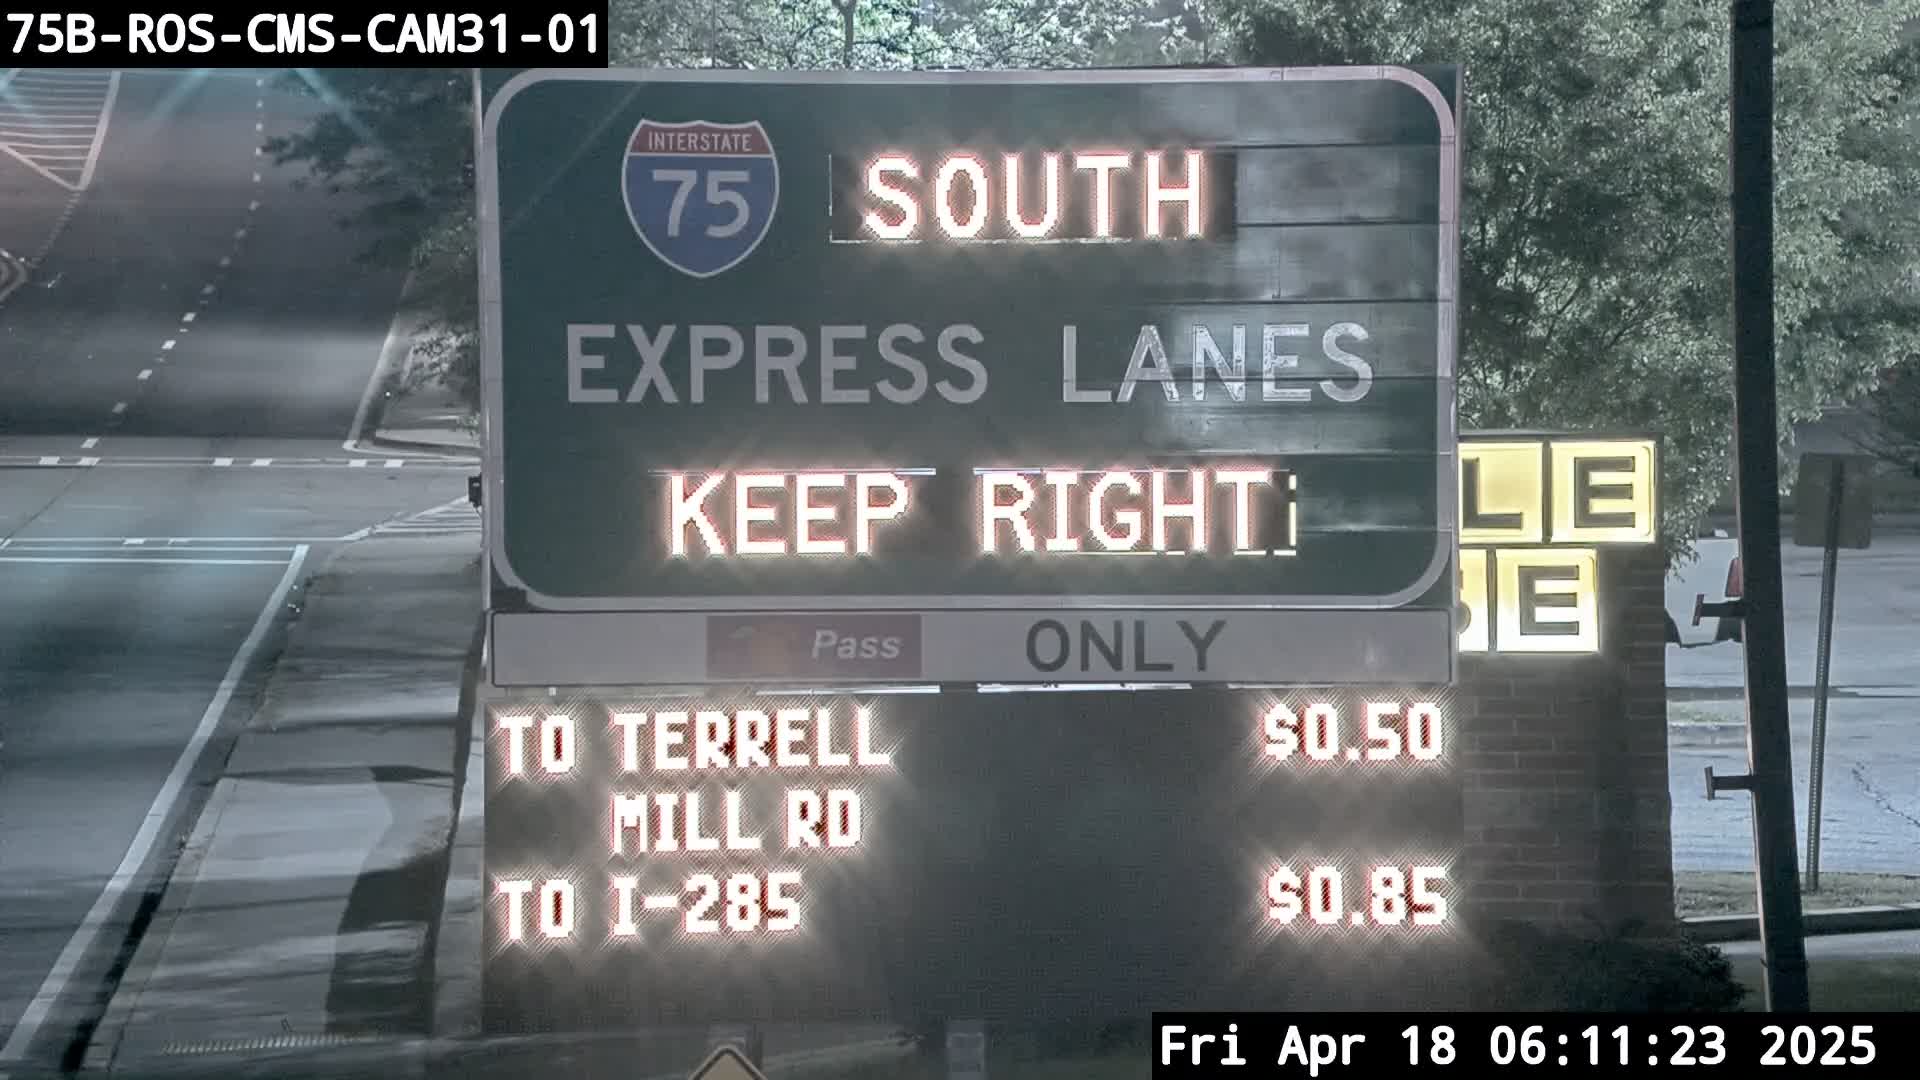 75B-ROS-CMS-CAM31-01
INTERSTATE
75
SOUTH
EXPRESS LANES
KEEP RIGHT
Pass ONLY
TO TERRELL $0.50
MILL RD
TO I-285 $0.85
LE
E
Fri Apr 18 06:11:23 2025